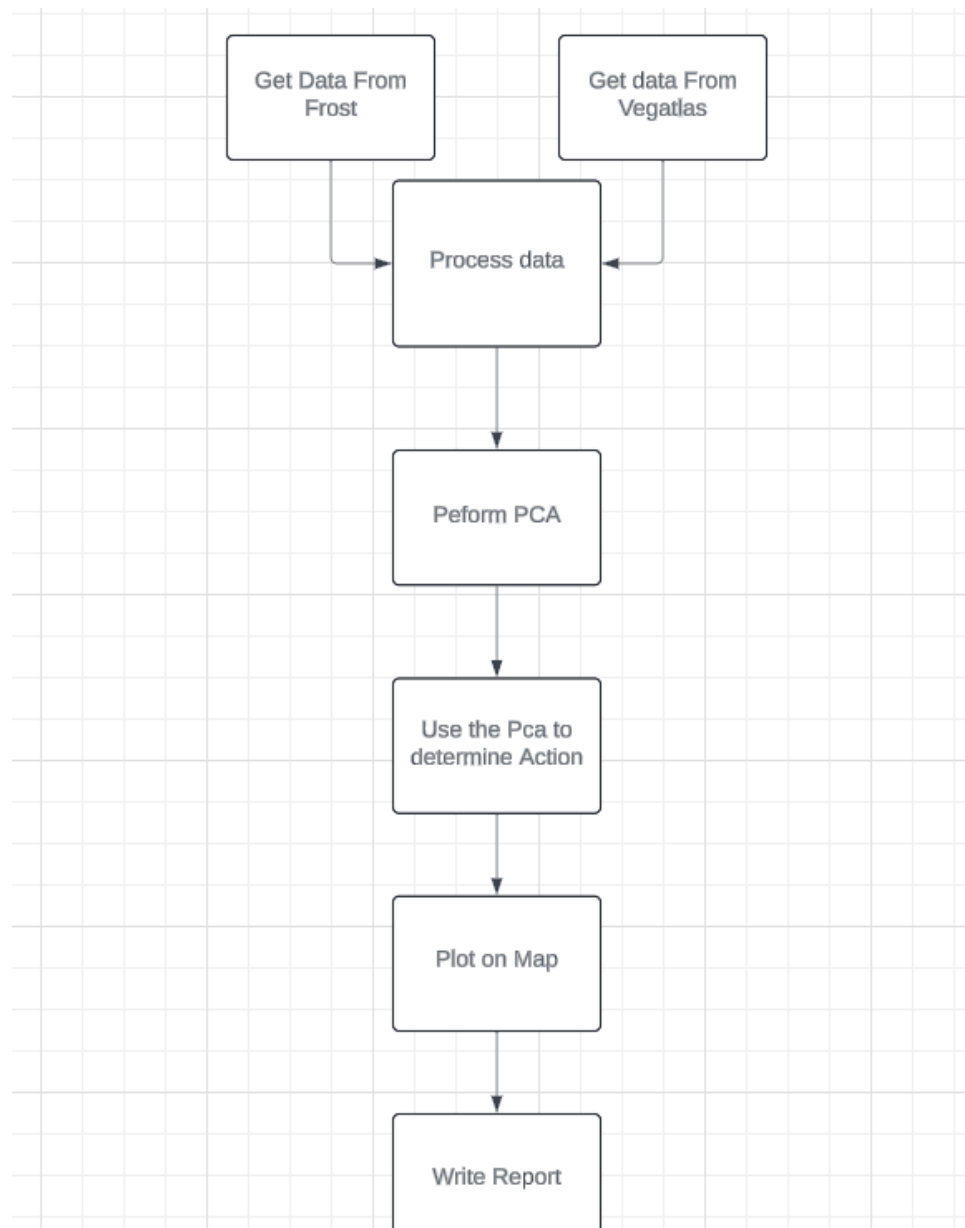 Get Data From
Frost
Get data From
Vegatlas
Process data
Peform PCA
Use the Pca to
determine Action
Plot on Map
Write Report